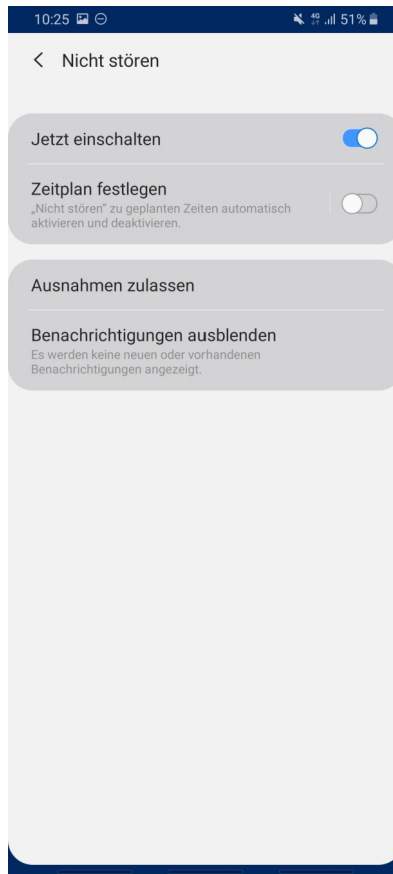 10:25 4G 51%
Nicht stören
Jetzt einschalten
Zeitplan festlegen
„Nicht stören“ zu geplanten Zeiten automatisch
aktivieren und deaktivieren.
Ausnahmen zulassen
Benachrichtigungen ausblenden
Es werden keine neuen oder vorhandenen
Benachrichtigungen angezeigt.